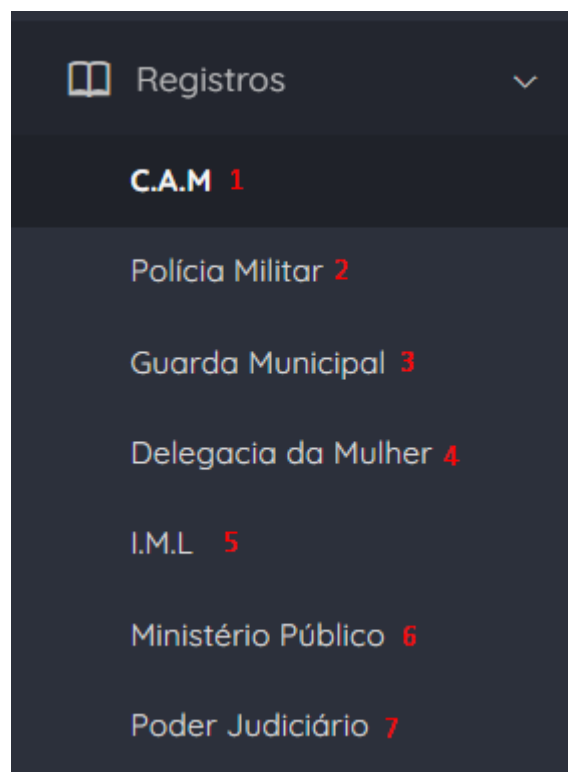 Registros
C.A.M 1
Polícia Militar 2
Guarda Municipal 3
Delegacia da Mulher 4
I.M.L 5
Ministério Público 6
Poder Judiciário 7